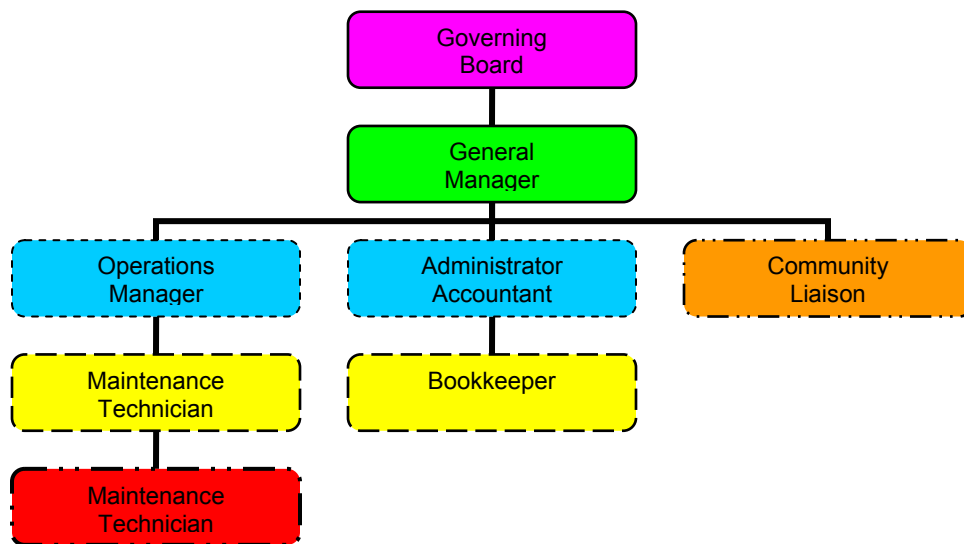 Governing
Board
General
Manager
Operations
Manager
Administrator
Accountant
Community
Liaison
Maintenance
Technician
Bookkeeper
Maintenance
Technician